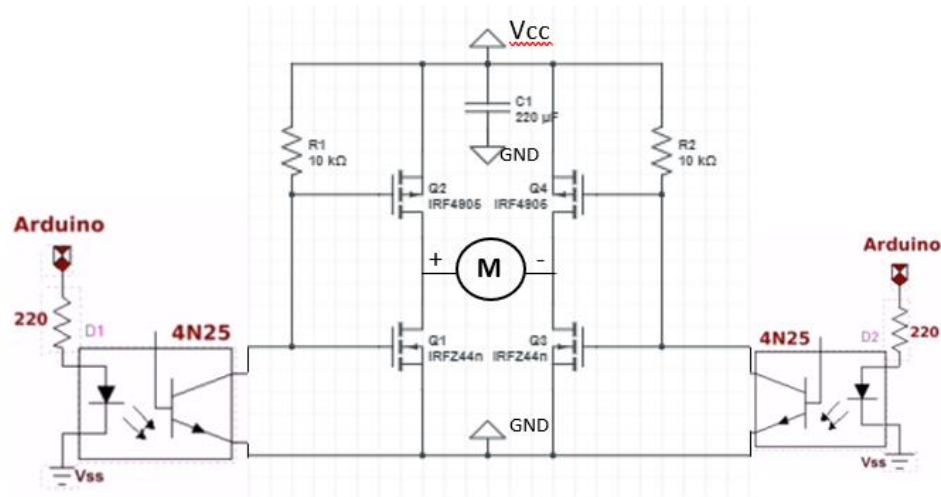 Vcc
C1
220 µF
GND
R1
10 kΩ
R2
10 kΩ
Q2
IRF4905
Q4
IRF4905
Arduino
220
D1
4N25
+
M
-
Arduino
220
D2
4N25
Q1
IRFZ44n
Q3
IRFZ44n
GND
Vss
Vss